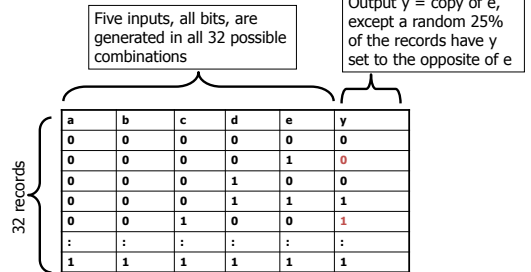 Five inputs, all bits, are
generated in all 32 possible
combinations
Output y = copy of e,
except a random 25%
of the records have y
set to the opposite of e
32 records
a b c d e y
0 0 0 0 0 0
0 0 0 0 1 0
0 0 0 1 0 0
0 0 0 1 1 1
0 0 1 0 0 1
: : : : : :
1 1 1 1 1 1